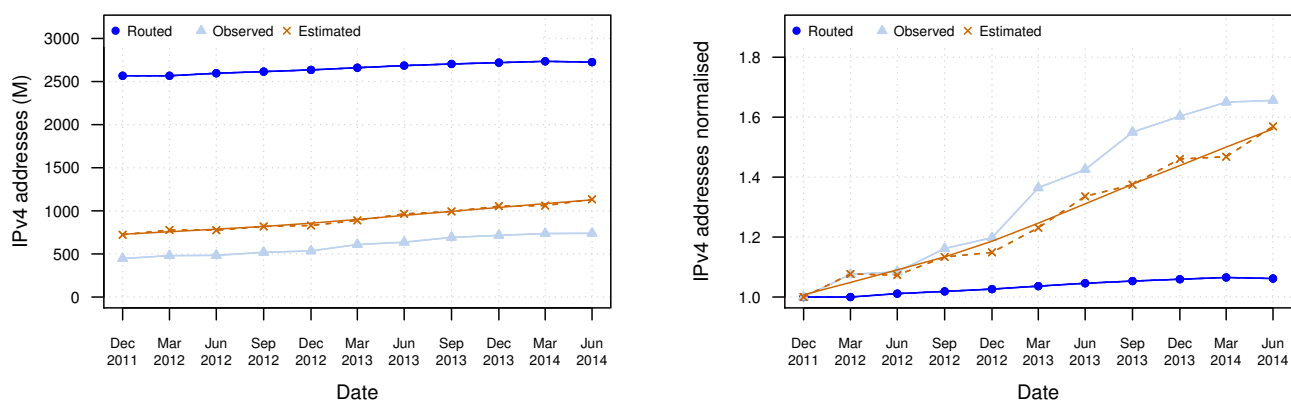 IPv4 addresses (M)
Routed Observed Estimated
3000
2500
2000
1500
1000
500
0
Dec Mar Jun Sep Dec Mar Jun Sep Dec Mar Jun
2011 2012 2012 2012 2012 2013 2013 2013 2013 2014 2014
Date
IPv4 addresses normalised
Routed Observed Estimated
1.8
1.6
1.4
1.2
1.0
Dec Mar Jun Sep Dec Mar Jun Sep Dec Mar Jun
2011 2012 2012 2012 2012 2013 2013 2013 2013 2014 2014
Date